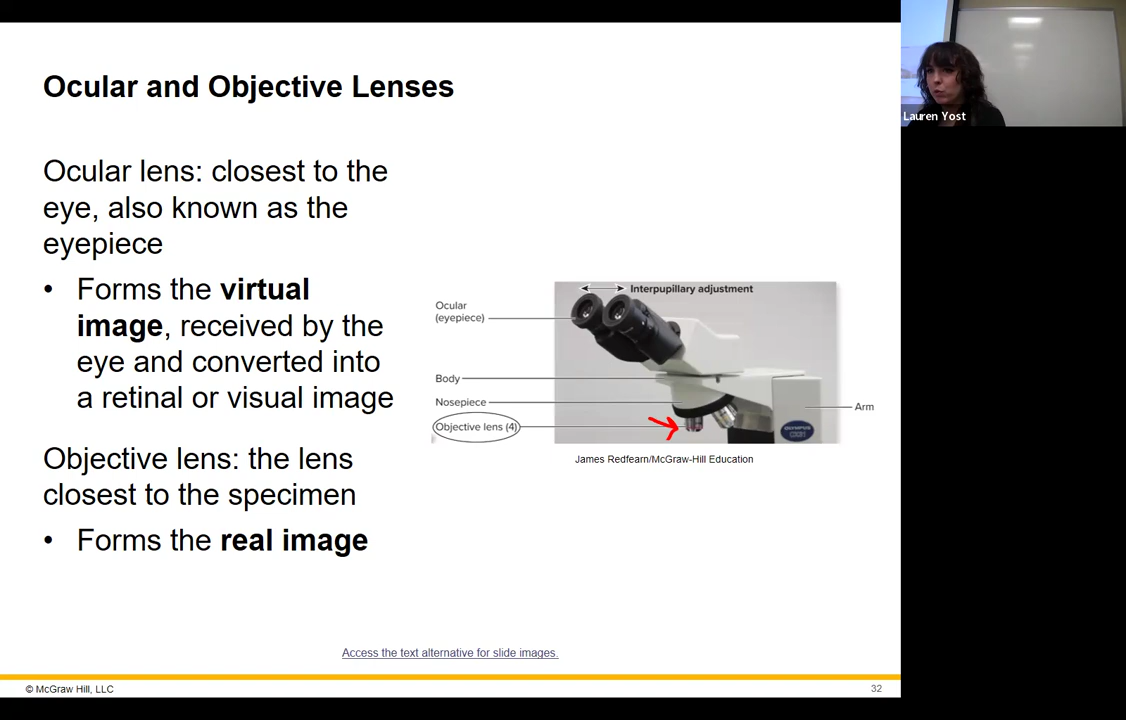 Ocular and Objective Lenses
Ocular lens: closest to the
eye, also known as the
eyepiece
• Forms the virtual
image, received by the
eye and converted into
a retinal or visual image
Objective lens: the lens
closest to the specimen
• Forms the real image
Interpupillary adjustment
Ocular
(eyepiece)
Body
Nosepiece
Objective lens (4)
Arm
OLYMPUS
James Redfearn/McGraw-Hill Education
Access the text alternative for slide images.
© McGraw Hill, LLC
32
Lauren Yost